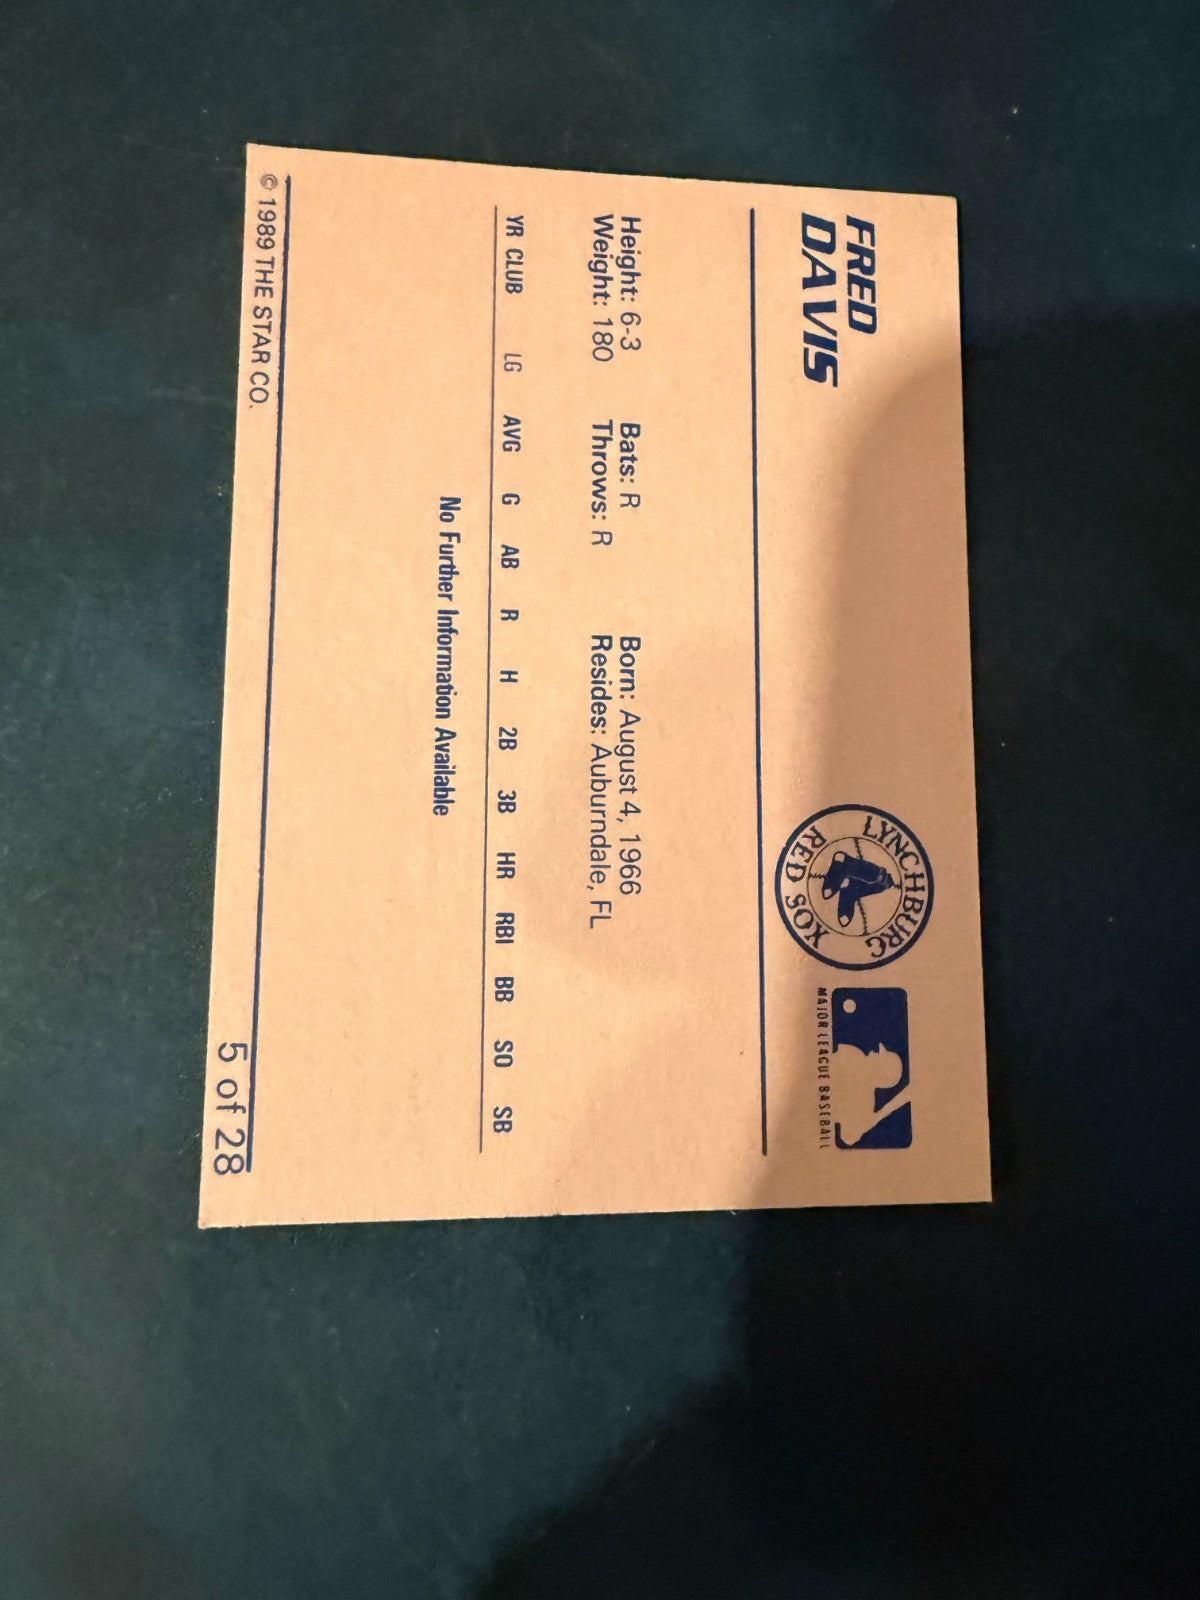 FRED
DAVIS
LYNCHBURG
RED SOX
MAJOR LEAGUE BASEBALL
Height: 6-3 Bats: R Born: August 4, 1966
Weight: 180 Throws: R Resides: Auburndale, FL
YR CLUB LG AVG G AB R H 2B 3B HR RBI BB SO SB
No Further Information Available
© 1989 THE STAR CO.
5 of 28